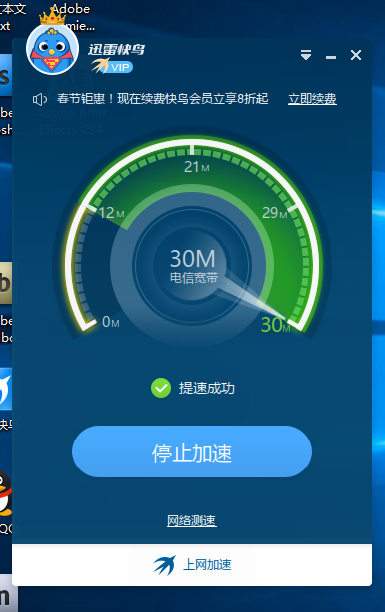 文本文
xt
Adobe
迅雷快鸟
VIP
春节钜惠！现在续费快鸟会员立享8折起 立即续费
21M
12M
29M
30M
电信宽带
0M
30M
提速成功
停止加速
网络测速
上网加速